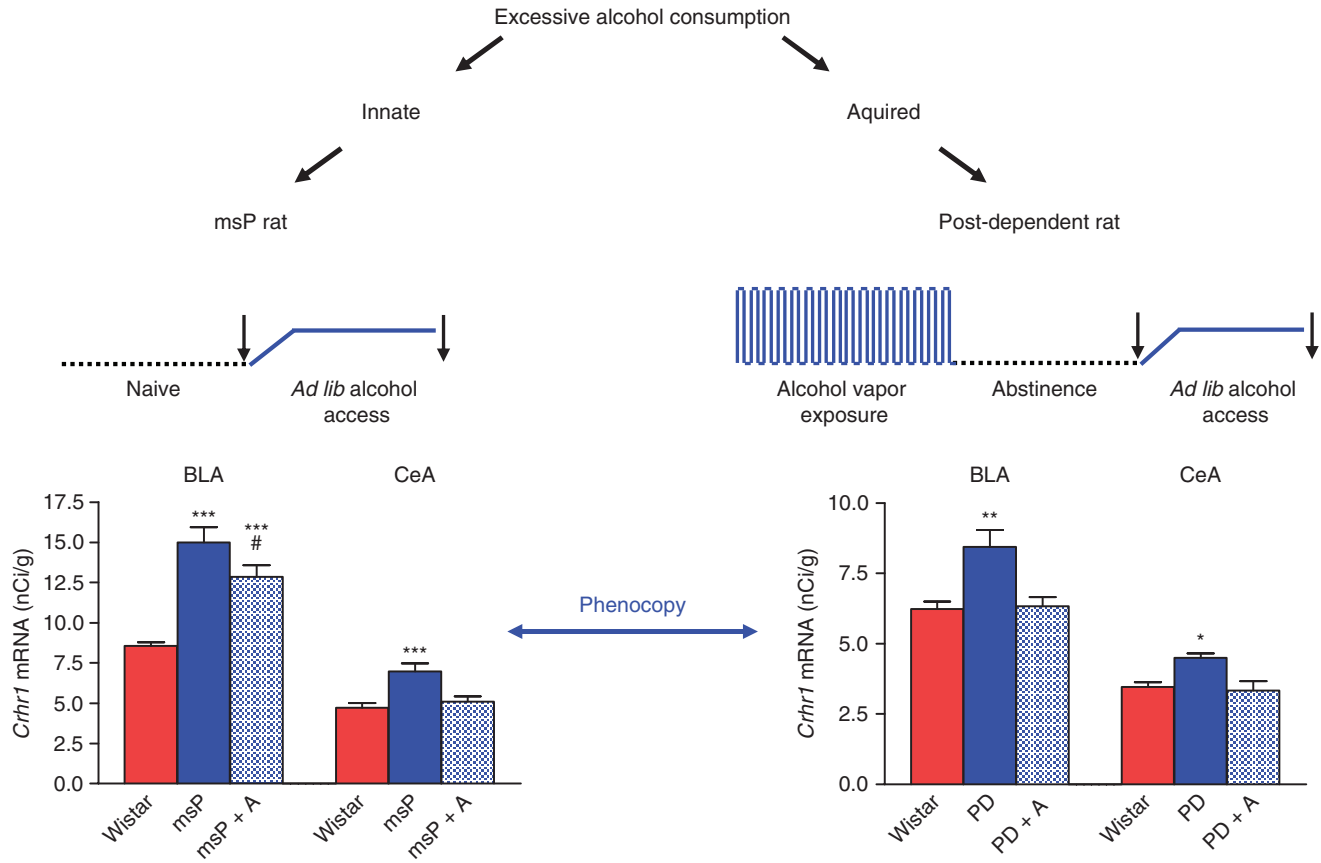 Excessive alcohol consumption
Innate
Aquired
msP rat
Post-dependent rat
Naive
Ad lib alcohol
access
Alcohol vapor
exposure
Abstinence
Ad lib alcohol
access
BLA
CeA
17.5
15.0
12.5
10.0
7.5
5.0
2.5
0.0
Crhr1 mRNA (nCi/g)
***
***
#
***
Wistar
msP
msP + A
Wistar
msP
msP + A
Phenocopy
BLA
CeA
10.0
7.5
5.0
2.5
0.0
Crhr1 mRNA (nCi/g)
**
*
Wistar
PD
PD + A
Wistar
PD
PD + A